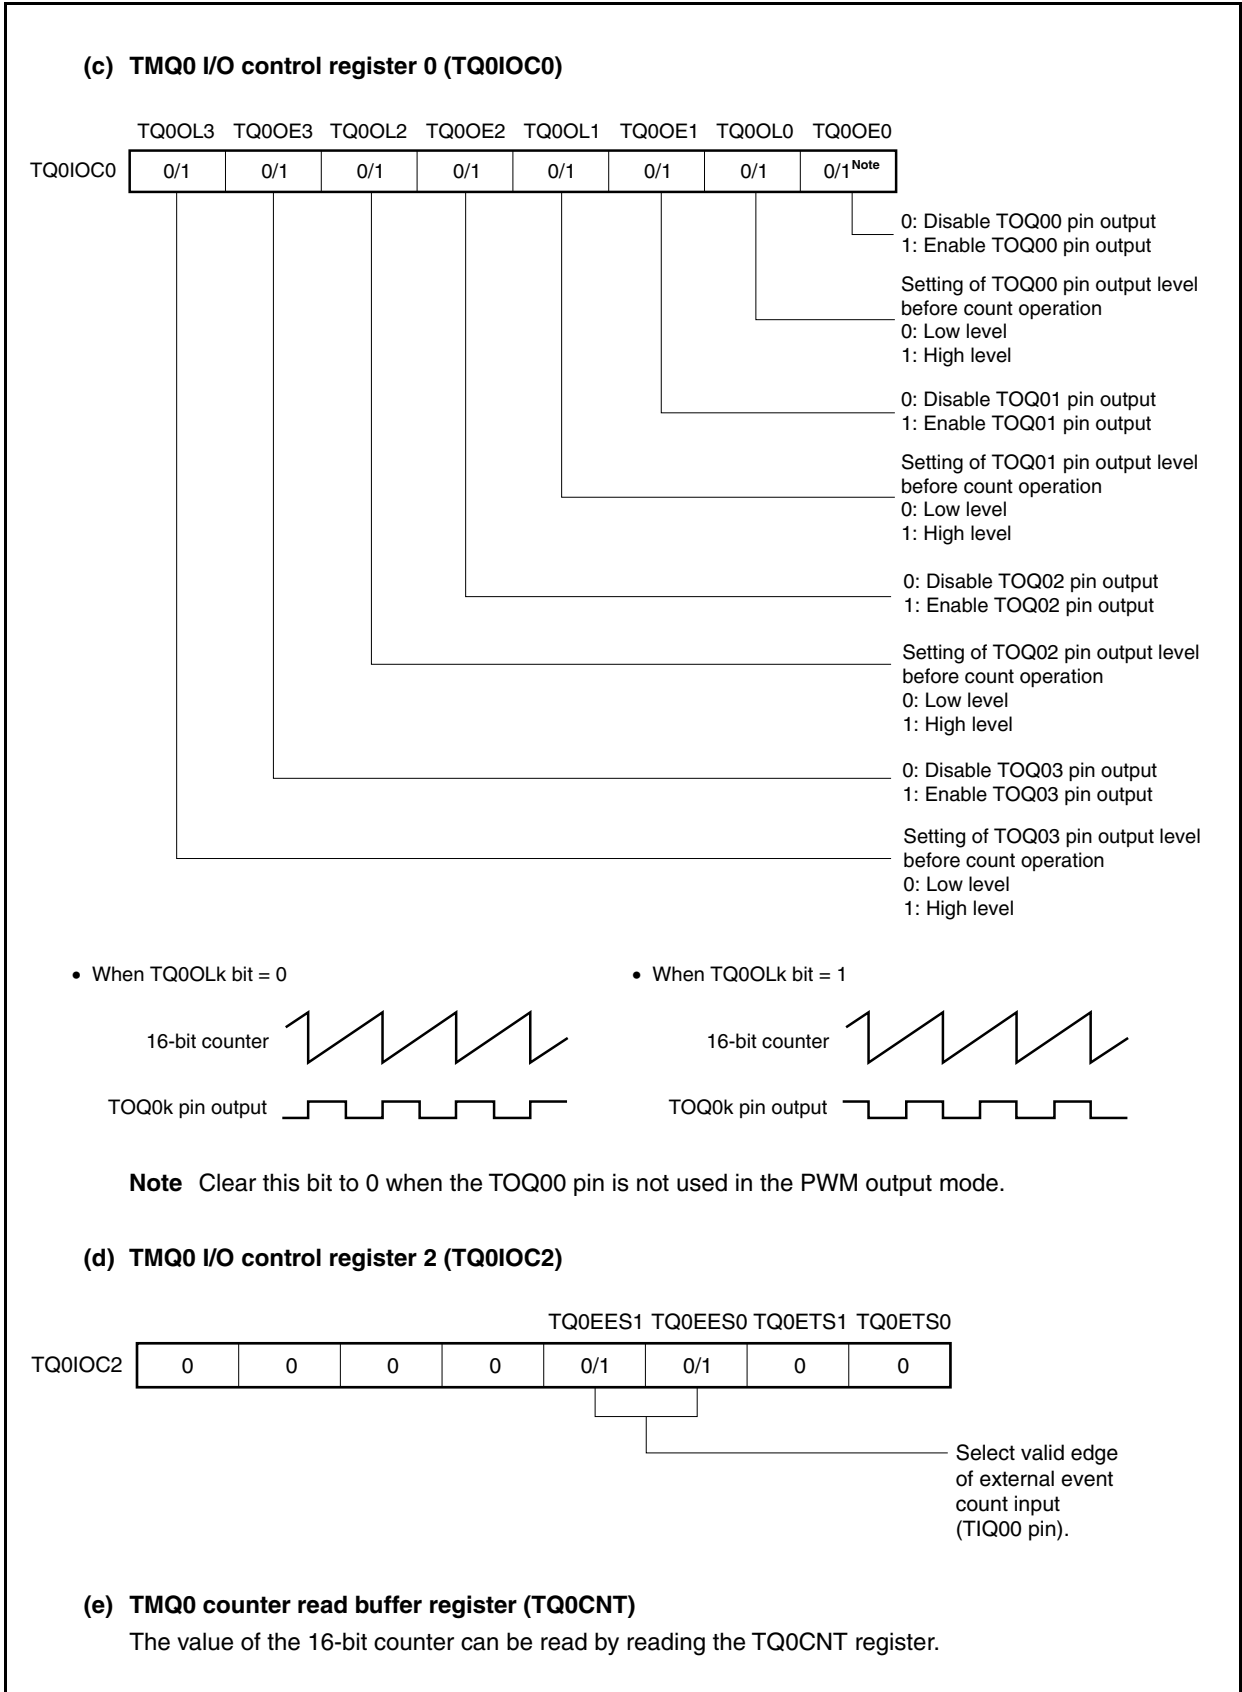 (c) TMQ0 I/O control register 0 (TQ0IOC0)
TQ0OL3 TQ0OE3 TQ0OL2 TQ0OE2 TQ0OL1 TQ0OE1 TQ0OL0 TQ0OE0
TQ0IOC0 0/1 0/1 0/1 0/1 0/1 0/1 0/1 0/1Note
0: Disable TOQ00 pin output
1: Enable TOQ00 pin output
Setting of TOQ00 pin output level
before count operation
0: Low level
1: High level
0: Disable TOQ01 pin output
1: Enable TOQ01 pin output
Setting of TOQ01 pin output level
before count operation
0: Low level
1: High level
0: Disable TOQ02 pin output
1: Enable TOQ02 pin output
Setting of TOQ02 pin output level
before count operation
0: Low level
1: High level
0: Disable TOQ03 pin output
1: Enable TOQ03 pin output
Setting of TOQ03 pin output level
before count operation
0: Low level
1: High level
• When TQ0OLk bit = 0
16-bit counter
TOQ0k pin output
• When TQ0OLk bit = 1
16-bit counter
TOQ0k pin output
Note Clear this bit to 0 when the TOQ00 pin is not used in the PWM output mode.
(d) TMQ0 I/O control register 2 (TQ0IOC2)
TQ0EES1 TQ0EES0 TQ0ETS1 TQ0ETS0
TQ0IOC2 0 0 0 0 0/1 0/1 0 0
Select valid edge
of external event
count input
(TIQ00 pin).
(e) TMQ0 counter read buffer register (TQ0CNT)
The value of the 16-bit counter can be read by reading the TQ0CNT register.